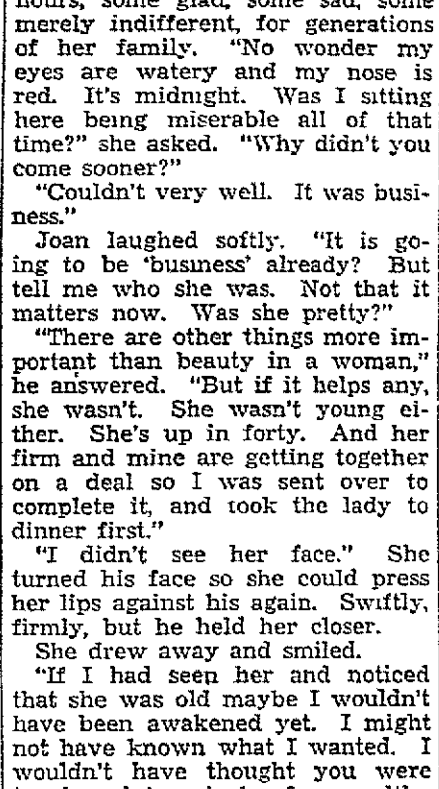 hours, some glad, some sad, some
merely indifferent, for generations
of her family. "No wonder my
eyes are watery and my nose is
red. It's midnight. Was I sitting
here being miserable all of that
time?" she asked. "Why didn't you
come sooner?"
"Couldn't very well. It was busi-
ness."
Joan laughed softly. "It is go-
ing to be 'business' already? But
tell me who she was. Not that it
matters now. Was she pretty?"
"There are other things more im-
portant than beauty in a woman,"
he answered. "But if it helps any,
she wasn't. She wasn't young ei-
ther. She's up in forty. And her
firm and mine are getting together
on a deal so I was sent over to
complete it, and took the lady to
dinner first."
"I didn't see her face." She
turned his face so she could press
her lips against his again. Swiftly,
firmly, but he held her closer.
She drew away and smiled.
"If I had seen her and noticed
that she was old maybe I wouldn't
have been awakened yet. I might
not have known what I wanted. I
wouldn't have thought you were